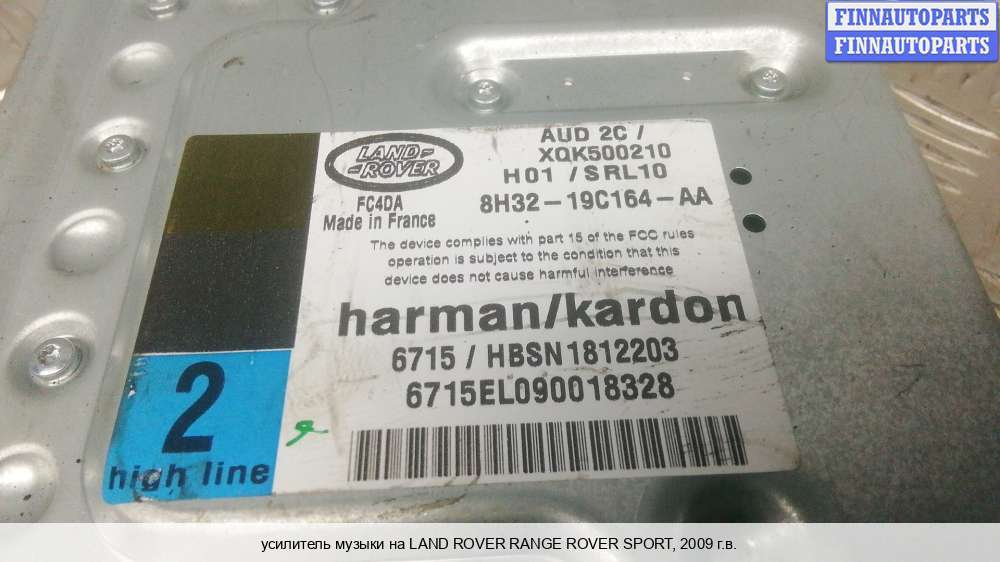 FINNAUTOPARTS
FINNAUTOPARTS
LAND-
-ROVER
AUD 2C /
XQK500210
H01 / SRL10
FC4DA
8H32-19C164-AA
Made in France
The device complies with part 15 of the FCC rules
operation is subject to the condition that this
device does not cause harmful interference
harman/kardon
6715 / HBSN1812203
6715EL090018328
2
high line
усилитель музыки на LAND ROVER RANGE ROVER SPORT, 2009 г.в.